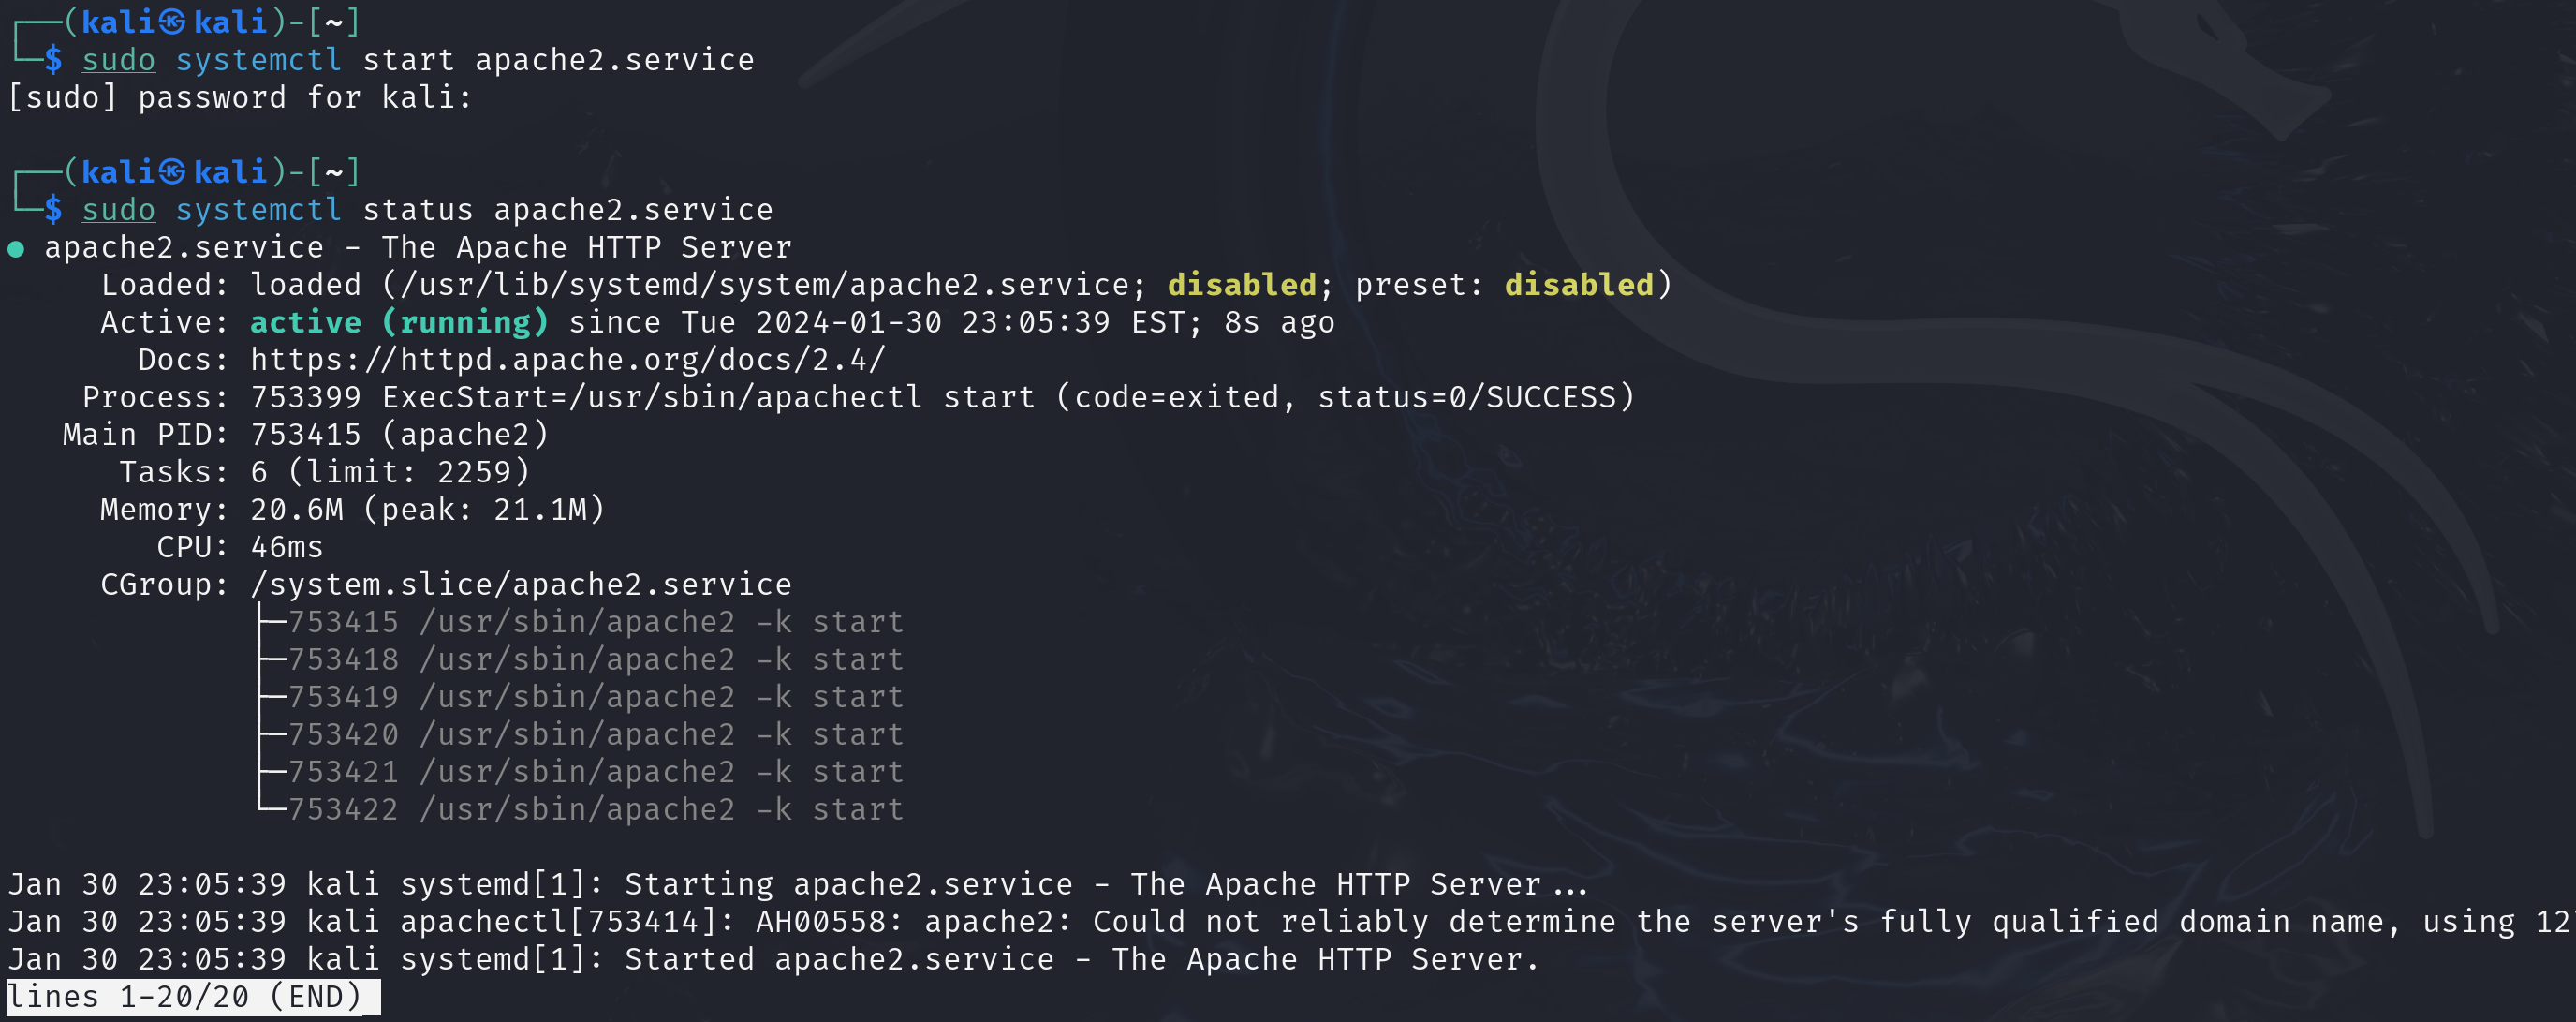 ┌──(kali㉿kali)-[~]
└─$ sudo systemctl start apache2.service
[sudo] password for kali:
┌──(kali㉿kali)-[~]
└─$ sudo systemctl status apache2.service
● apache2.service - The Apache HTTP Server
     Loaded: loaded (/usr/lib/systemd/system/apache2.service; disabled; preset: disabled)
     Active: active (running) since Tue 2024-01-30 23:05:39 EST; 8s ago
       Docs: https://httpd.apache.org/docs/2.4/
    Process: 753399 ExecStart=/usr/sbin/apachectl start (code=exited, status=0/SUCCESS)
   Main PID: 753415 (apache2)
      Tasks: 6 (limit: 2259)
     Memory: 20.6M (peak: 21.1M)
        CPU: 46ms
     CGroup: /system.slice/apache2.service
             ├─753415 /usr/sbin/apache2 -k start
             ├─753418 /usr/sbin/apache2 -k start
             ├─753419 /usr/sbin/apache2 -k start
             ├─753420 /usr/sbin/apache2 -k start
             ├─753421 /usr/sbin/apache2 -k start
             └─753422 /usr/sbin/apache2 -k start
Jan 30 23:05:39 kali systemd[1]: Starting apache2.service - The Apache HTTP Server...
Jan 30 23:05:39 kali apachectl[753414]: AH00558: apache2: Could not reliably determine the server's fully qualified domain name, using 12
Jan 30 23:05:39 kali systemd[1]: Started apache2.service - The Apache HTTP Server.
lines 1-20/20 (END)